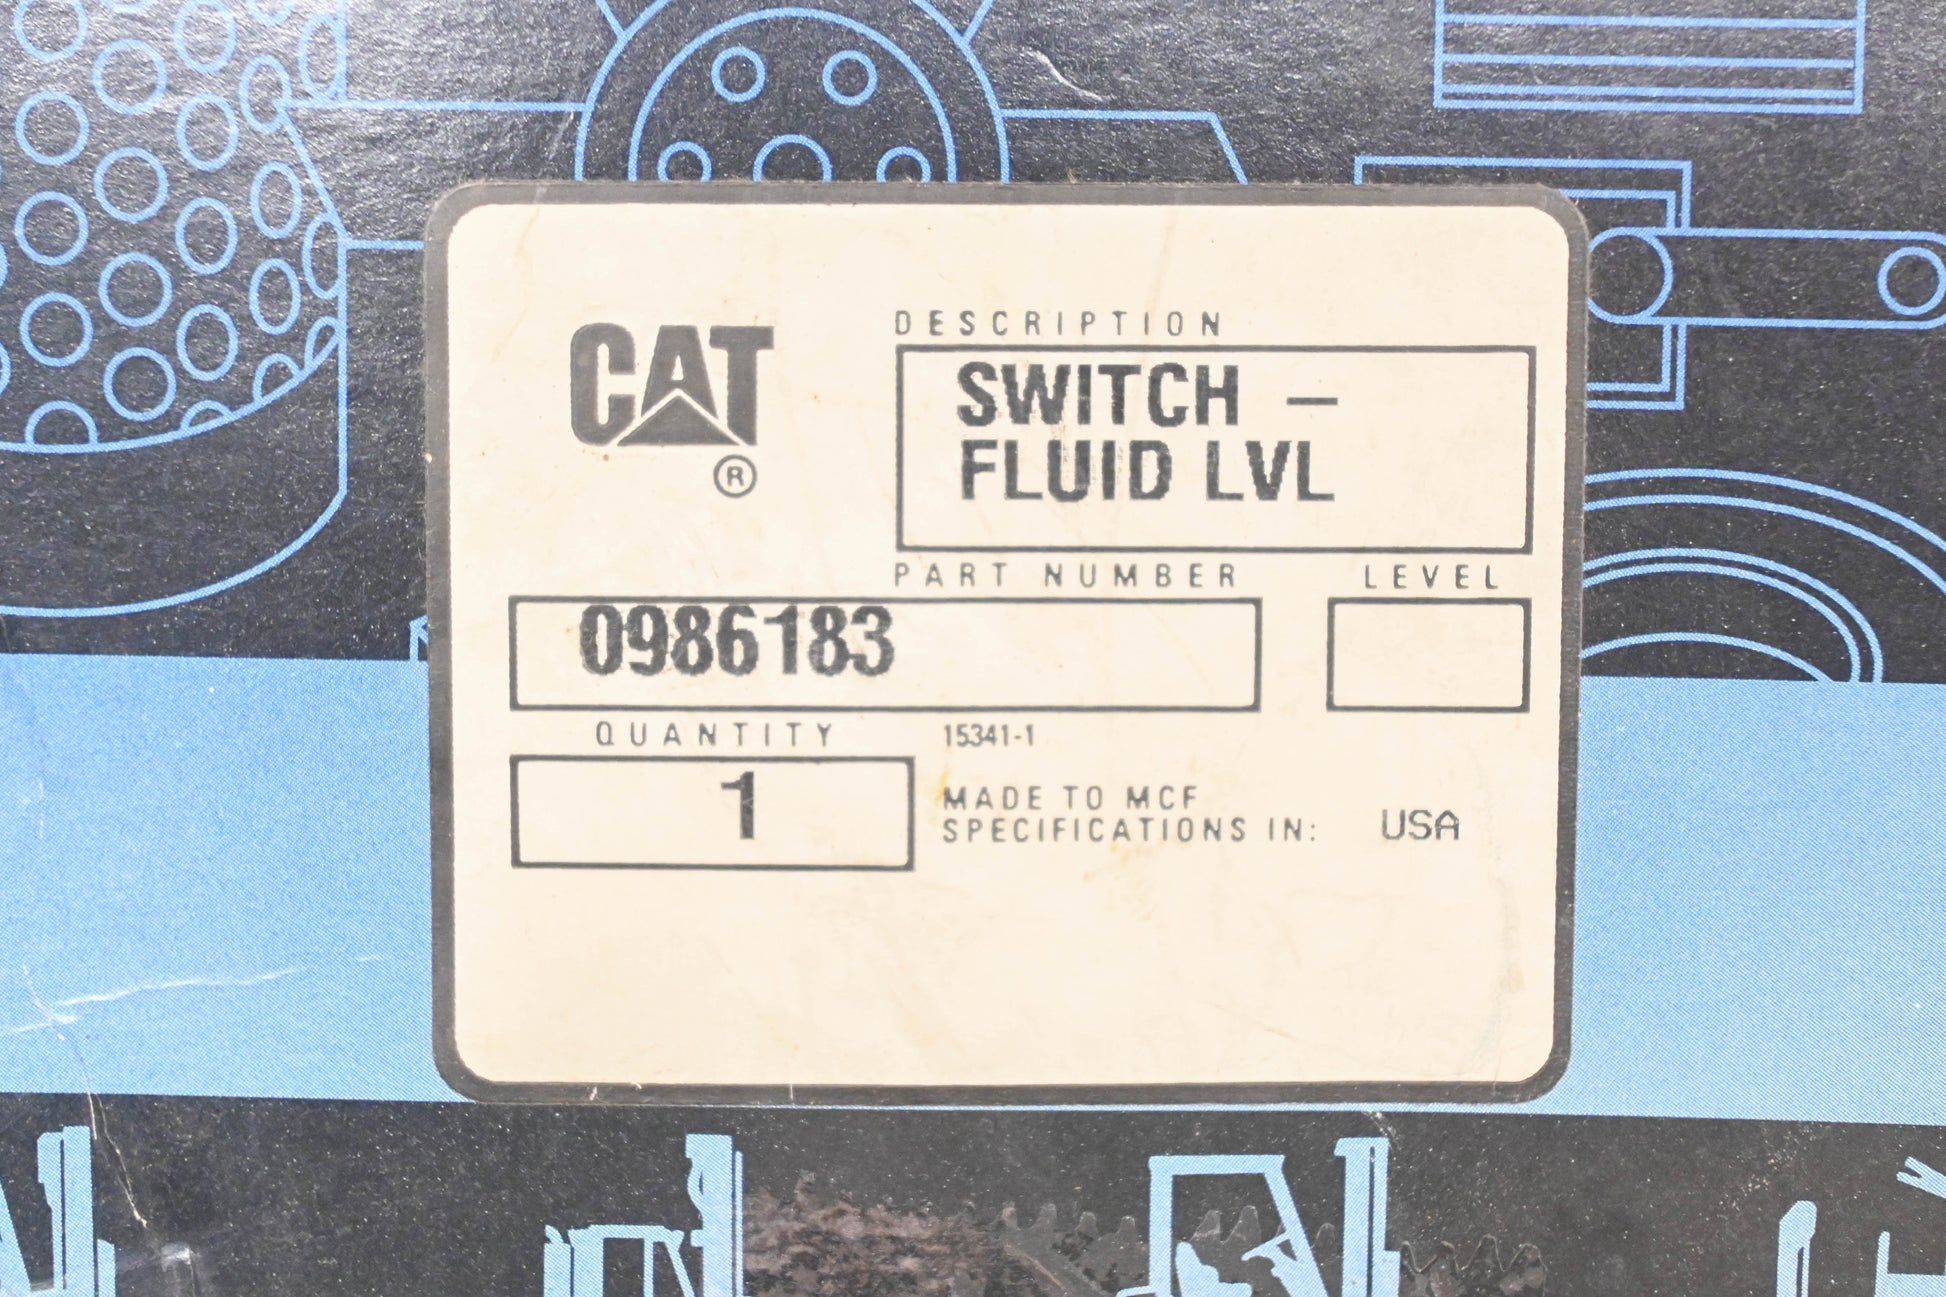 CAT
®
DESCRIPTION
SWITCH –
FLUID LVL
PART NUMBER
LEVEL
0986183
QUANTITY
15341-1
1
MADE TO MCF
SPECIFICATIONS IN: USA